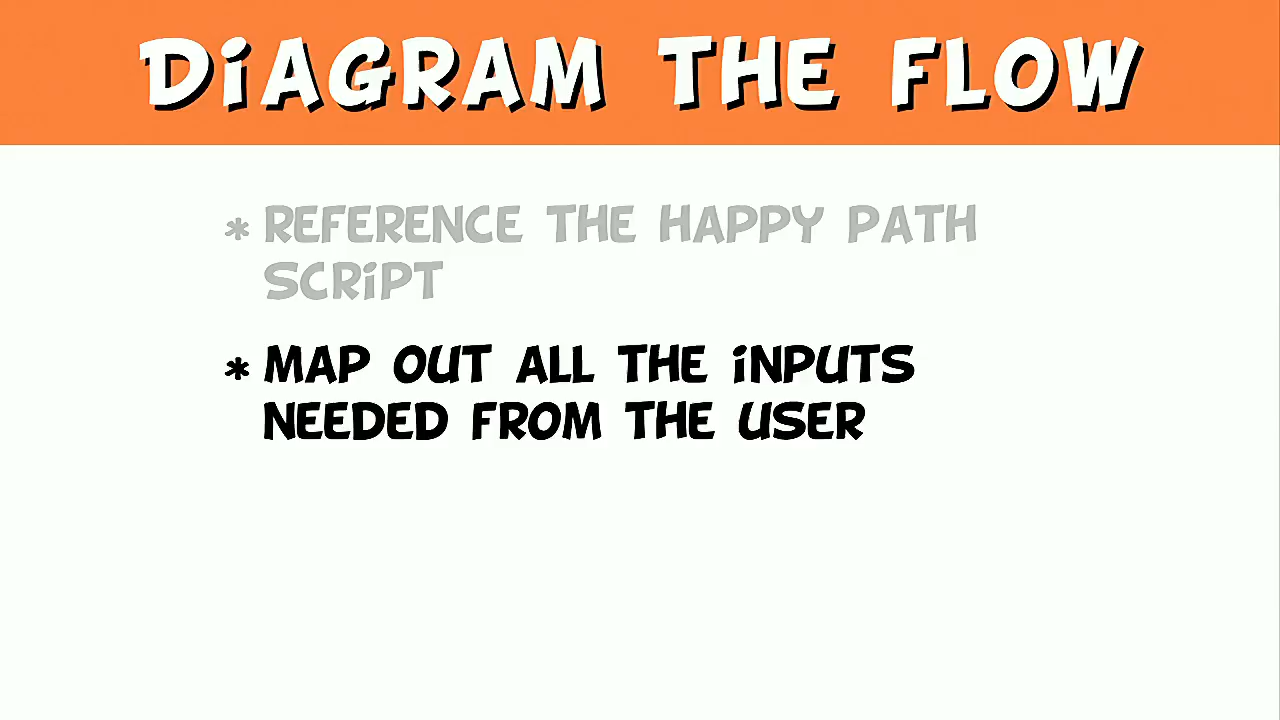 DiAGRAM THE FLOW
* REFERENCE THE HAPPY PATH
SCRiPT
* MAP OUT ALL THE iNPUTS
NEEDED FROM THE USER